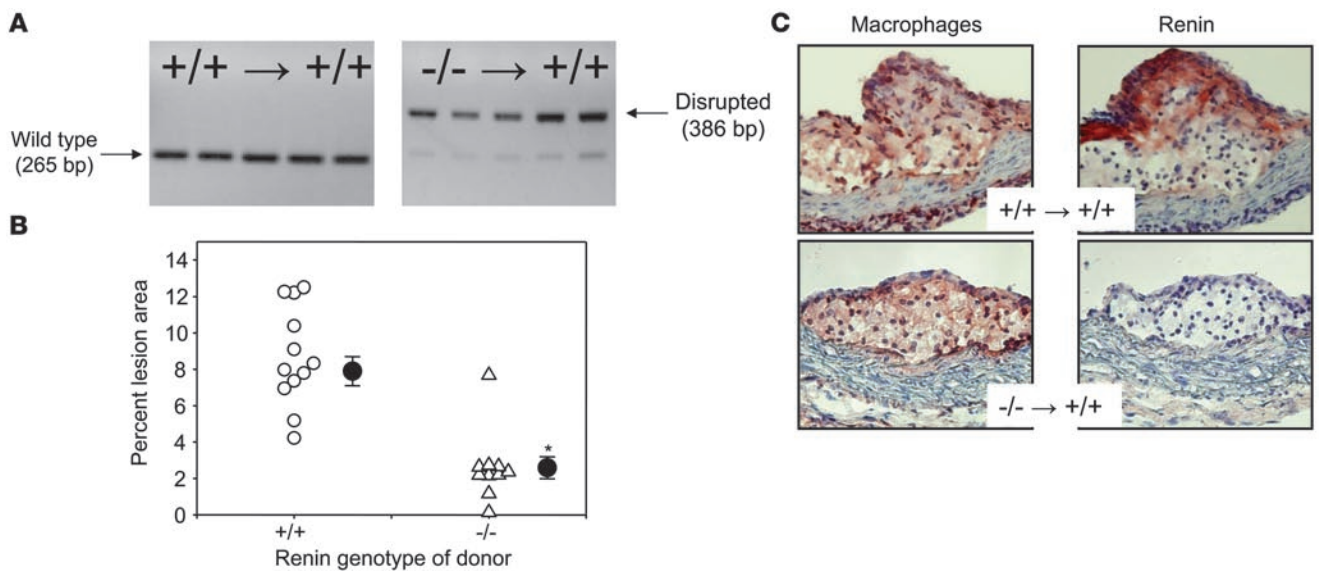 A
+/+ → +/+
-/- → +/+
Wild type
(265 bp)
Disrupted
(386 bp)
B
14
12
10
8
6
4
2
0
Percent lesion area
*
+/+
-/-
Renin genotype of donor
C
Macrophages
Renin
+/+ → +/+
-/- → +/+